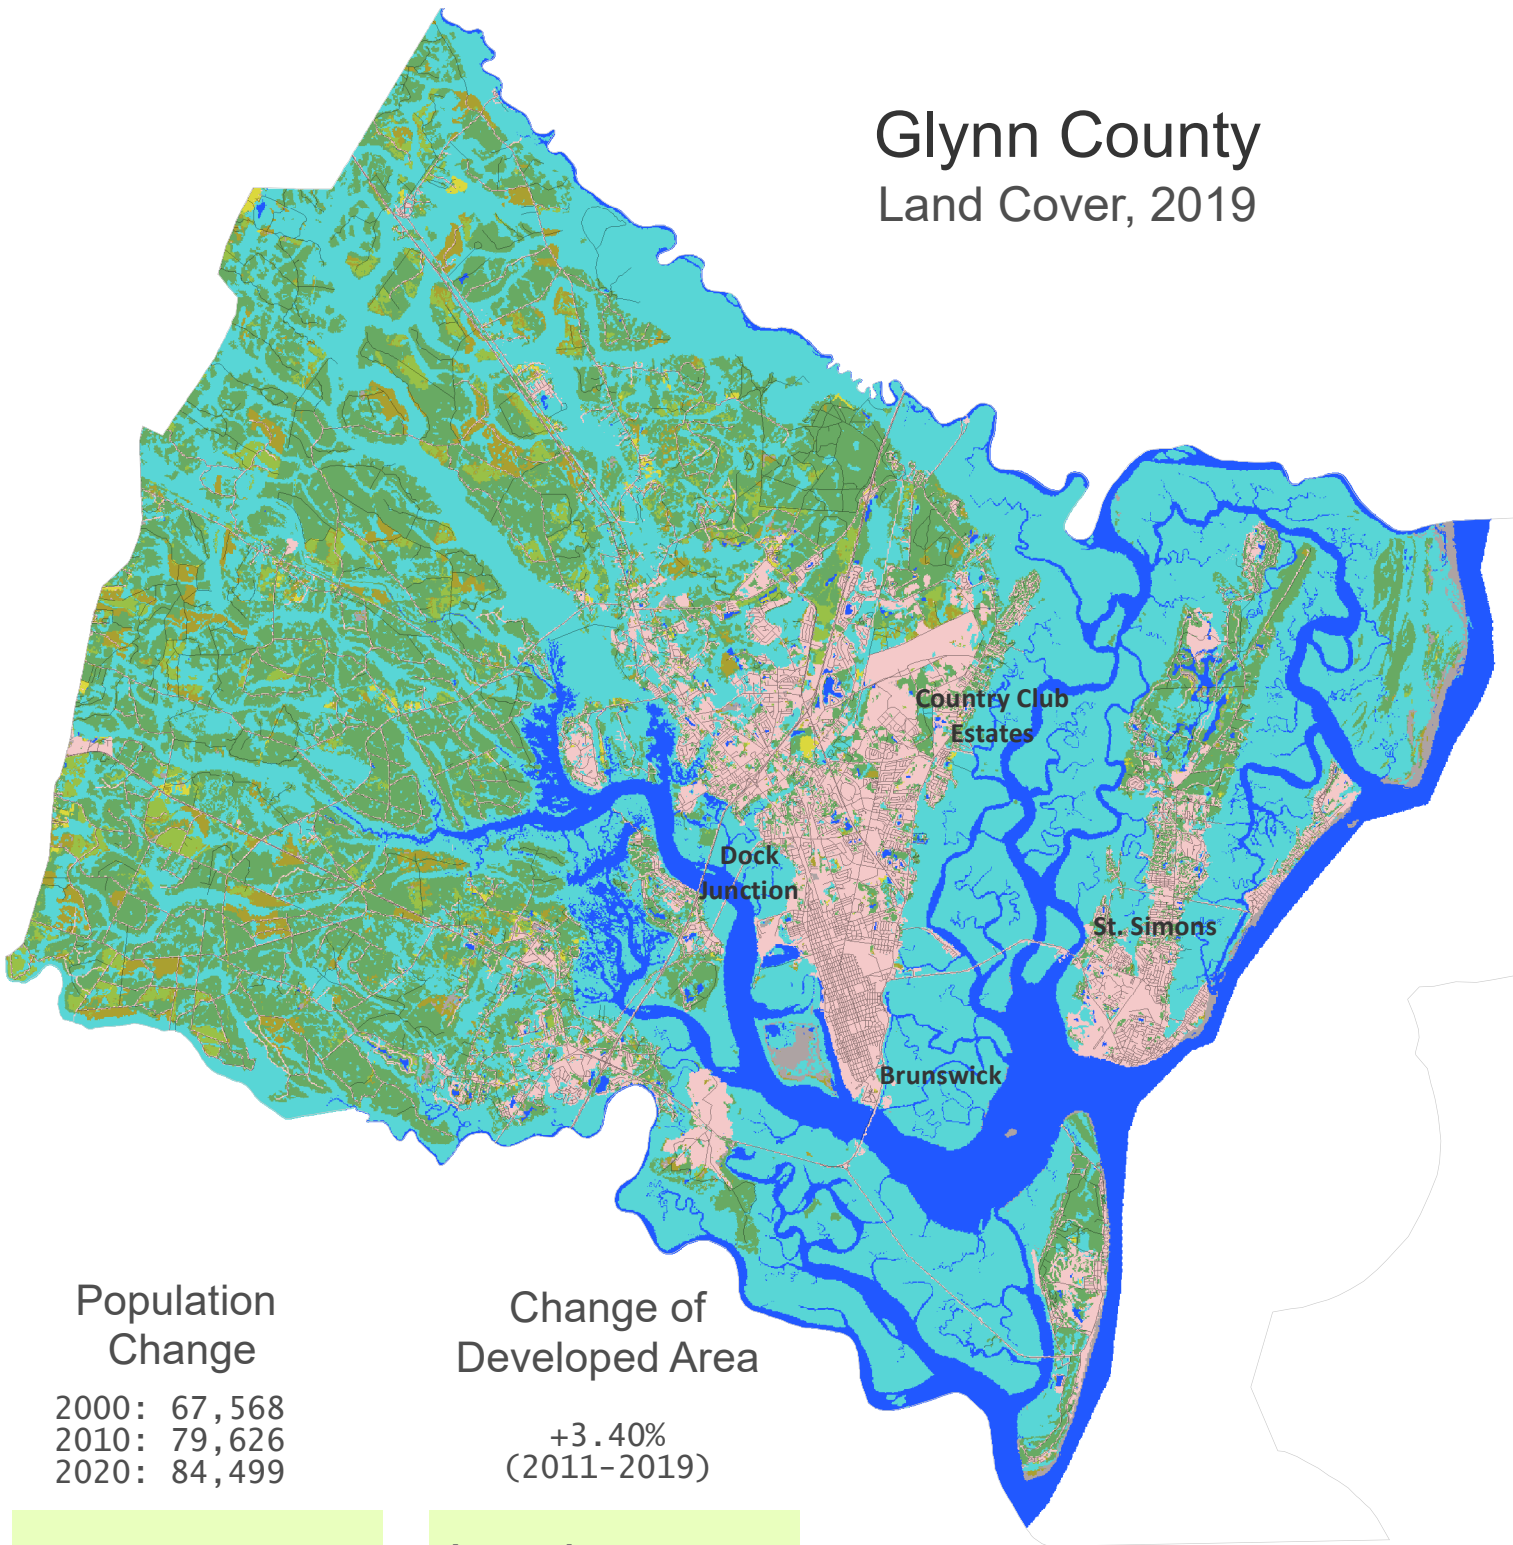 Glynn County
Land Cover, 2019
Country Club
Estates
Dock
Junction
St. Simons
Brunswick
Population
Change
2000: 67,568
2010: 79,626
2020: 84,499
Change of
Developed Area
+3.40%
(2011-2019)